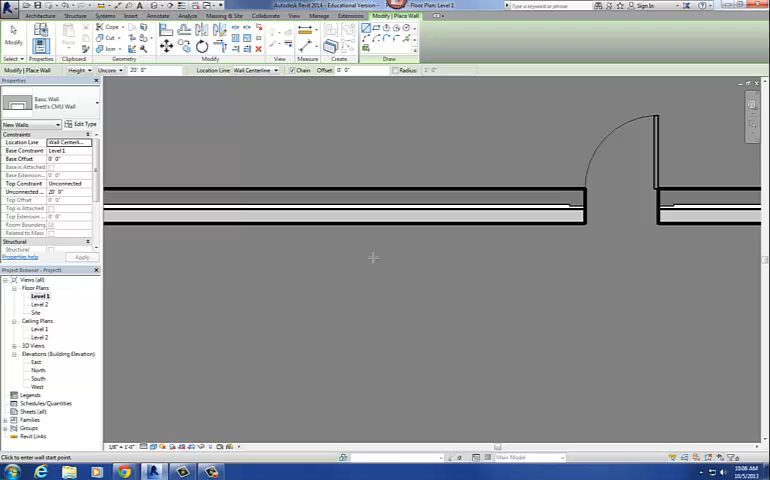 Autodesk Revit 2014 - Educational Version - Floor Plan: Level 1
Sign In
Architecture Structure Systems Insert Annotate Analyze Massing & Site Collaborate View Manage Extensions Modify | Place Wall
Modify
Cope
Cut
Join
Select Properties Clipboard Geometry Modify View Measure Create Draw
Modify | Place Wall Height Uncon 20' 0" Location Line: Wall Centerline Chain Offset: 0' 0" Radius: 1' 0"
Properties
Basic Wall
Brett's CMU Wall
New Walls Edit Type
Constraints
Location Line Wall Centerli...
Base Constraint Level 1
Base Offset 0' 0"
Base is Attached
Base Extension...
Top Constraint Unconnected
Unconnected ... 20' 0"
Top Offset 0' 0"
Top is Attached
Top Extension ...
Room Bounding
Related to Mass
Structural
Structural
Properties help Apply
Project Browser - Project1
Views (all)
Floor Plans
Level 1
Level 2
Site
Ceiling Plans
Level 1
Level 2
3D Views
Elevations (Building Elevation)
East
North
South
West
Legends
Schedules/Quantities
Sheets (all)
Families
Groups
Revit Links
1/8" = 1'-0"
Click to enter wall start point.
Main Model
10:06 AM
10/5/2013